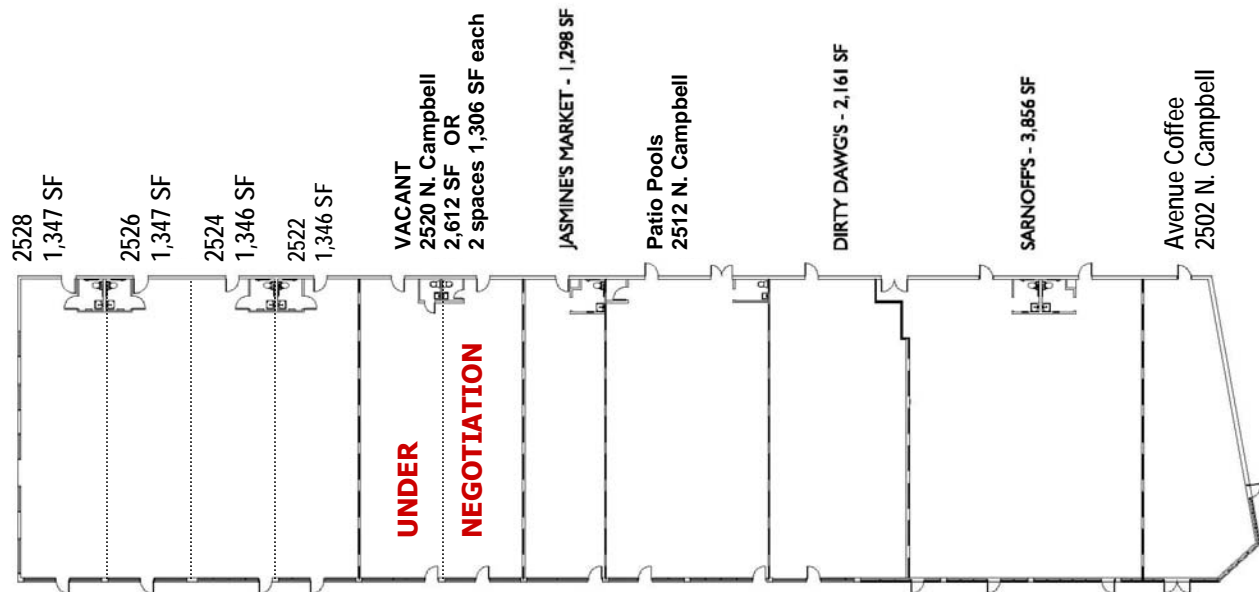 2528
1,347 SF
2526
1,347 SF
2524
1,346 SF
2522
1,346 SF
VACANT
2520 N. Campbell
2,612 SF OR
2 spaces 1,306 SF each
JASMINE'S MARKET - 1,298 SF
Patio Pools
2512 N. Campbell
DIRTY DAWG'S - 2,161 SF
SARNOFF'S - 3,856 SF
Avenue Coffee
2502 N. Campbell
UNDER
NEGOTIATION